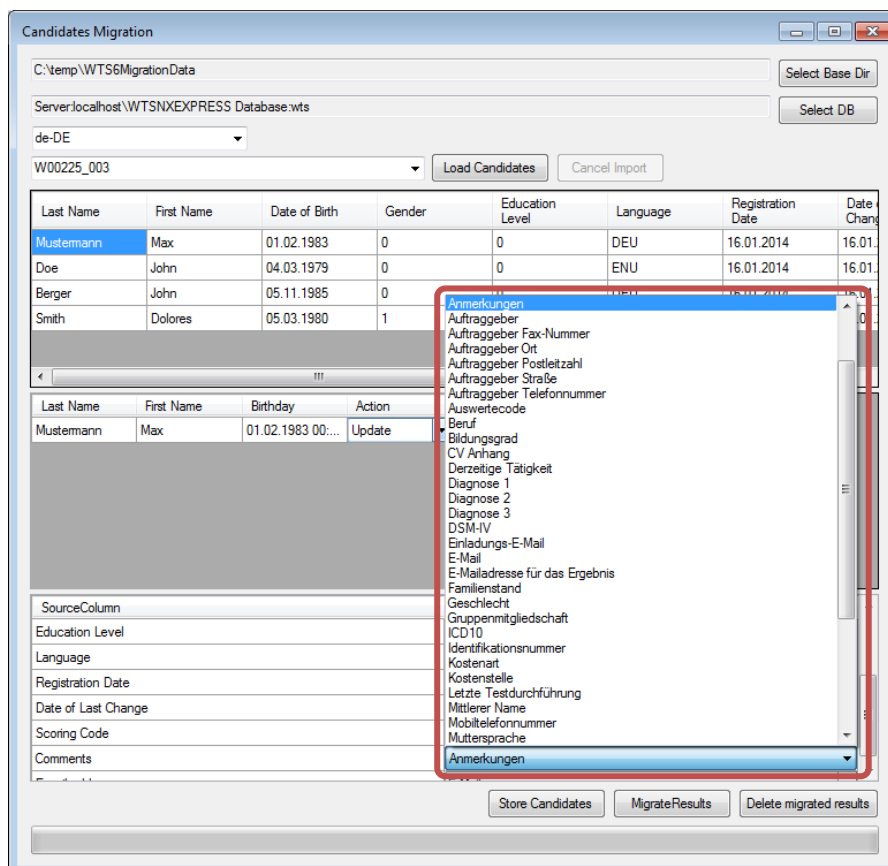 Candidates Migration
C:\temp\WTS6MigrationData
Select Base Dir
Server:localhost\WTSNXEXPRESS Database:wts
Select DB
de-DE
W00225_003
Load Candidates
Cancel Import
Last Name First Name Date of Birth Gender Education Level Language Registration Date Date Chang
Mustermann Max 01.02.1983 0 0 DEU 16.01.2014 16.01.
Doe John 04.03.1979 0 0 ENU 16.01.2014 16.01.
Berger John 05.11.1985 0
Smith Dolores 05.03.1980 1
Last Name First Name Birthday Action
Mustermann Max 01.02.1983 00:... Update
Anmerkungen
Auftraggeber
Auftraggeber Fax-Nummer
Auftraggeber Ort
Auftraggeber Postleitzahl
Auftraggeber Straße
Auftraggeber Telefonnummer
Auswertecode
Beruf
Bildungsgrad
CV Anhang
Derzeitige Tätigkeit
Diagnose 1
Diagnose 2
Diagnose 3
DSM-IV
Einladungs-E-Mail
E-Mail
E-Mailadresse für das Ergebnis
Familienstand
Geschlecht
Gruppenmitgliedschaft
ICD10
Identifikationsnummer
Kostenart
Kostenstelle
Letzte Testdurchführung
Mittlerer Name
Mobiltelefonnummer
Muttersprache
SourceColumn
Education Level
Language
Registration Date
Date of Last Change
Scoring Code
Comments Anmerkungen
Store Candidates
MigrateResults
Delete migrated results